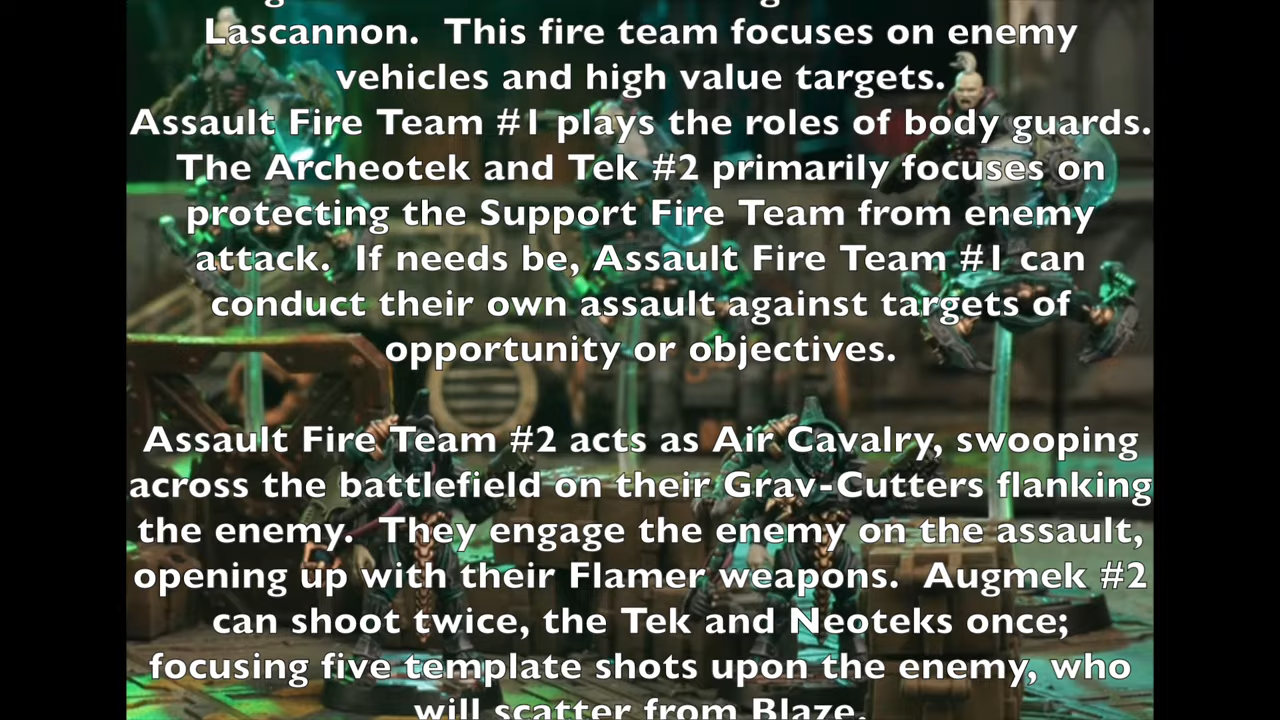 Lascannon. This fire team focuses on enemy
vehicles and high value targets.
Assault Fire Team #1 plays the roles of body guards.
The Archeotek and Tek #2 primarily focuses on
protecting the Support Fire Team from enemy
attack. If needs be, Assault Fire Team #1 can
conduct their own assault against targets of
opportunity or objectives.
Assault Fire Team #2 acts as Air Cavalry, swooping
across the battlefield on their Grav-Cutters flanking
the enemy. They engage the enemy on the assault,
opening up with their Flamer weapons. Augmek #2
can shoot twice, the Tek and Neoteks once;
focusing five template shots upon the enemy, who
will scatter from Blaze.